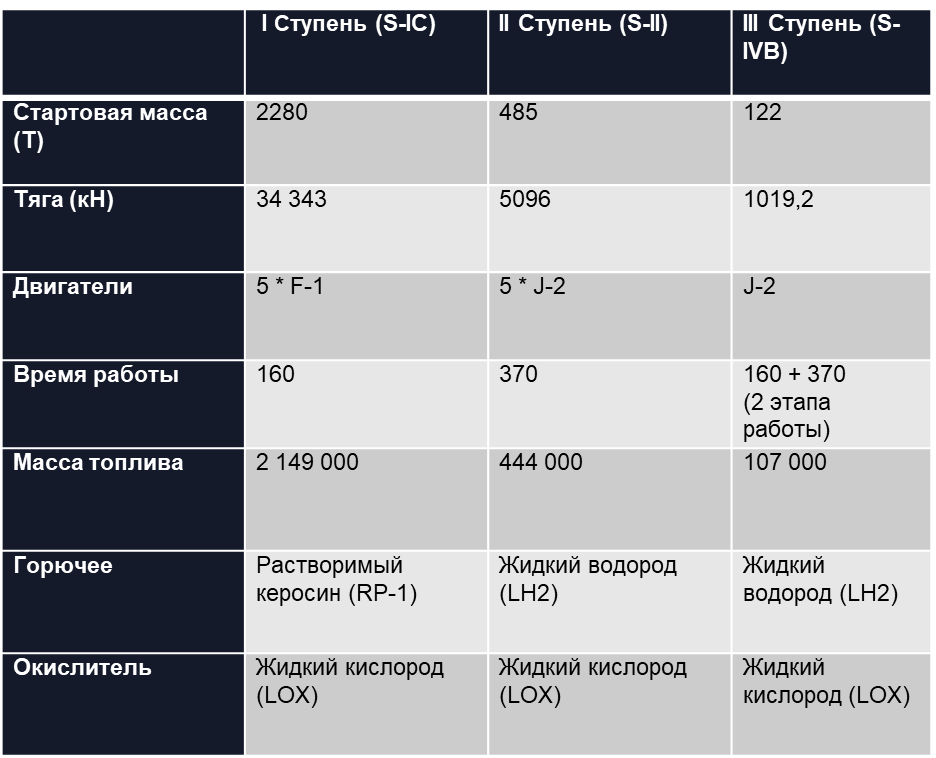 I Ступень (S-IC)
II Ступень (S-II)
III Ступень (S-
IVB)
Стартовая масса
(Т)
2280
485
122
Тяга (кН)
34 343
5096
1019,2
Двигатели
5 * F-1
5 * J-2
J-2
Время работы
160
370
160 + 370
(2 этапа
работы)
Масса топлива
2 149 000
444 000
107 000
Горючее
Растворимый
керосин (RP-1)
Жидкий водород
(LH2)
Жидкий
водород (LH2)
Окислитель
Жидкий кислород
(LOX)
Жидкий кислород
(LOX)
Жидкий
кислород (LOX)